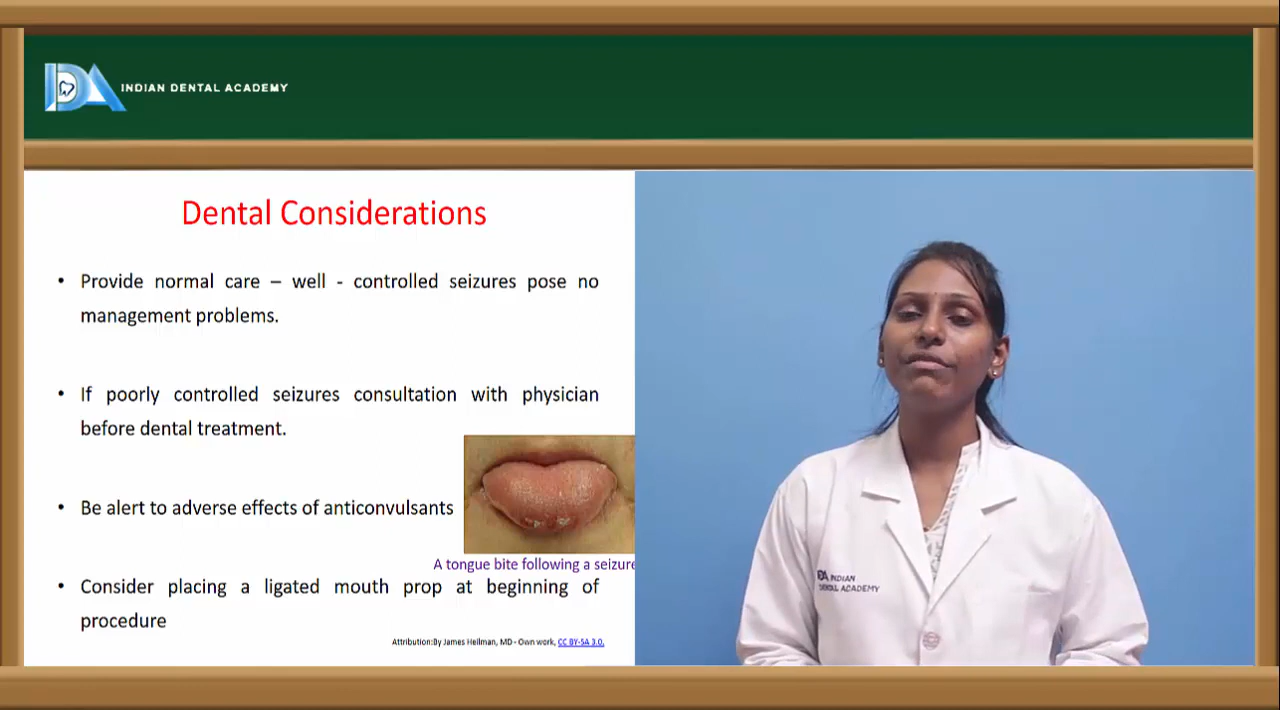 INDIAN DENTAL ACADEMY
Dental Considerations
• Provide normal care – well - controlled seizures pose no
management problems.
• If poorly controlled seizures consultation with physician
before dental treatment.
• Be alert to adverse effects of anticonvulsants
A tongue bite following a seizure
• Consider placing a ligated mouth prop at beginning of
procedure
Attribution:By James Heilman, MD - Own work, CC BY-SA 3.0,
INDIAN
DENTAL ACADEMY